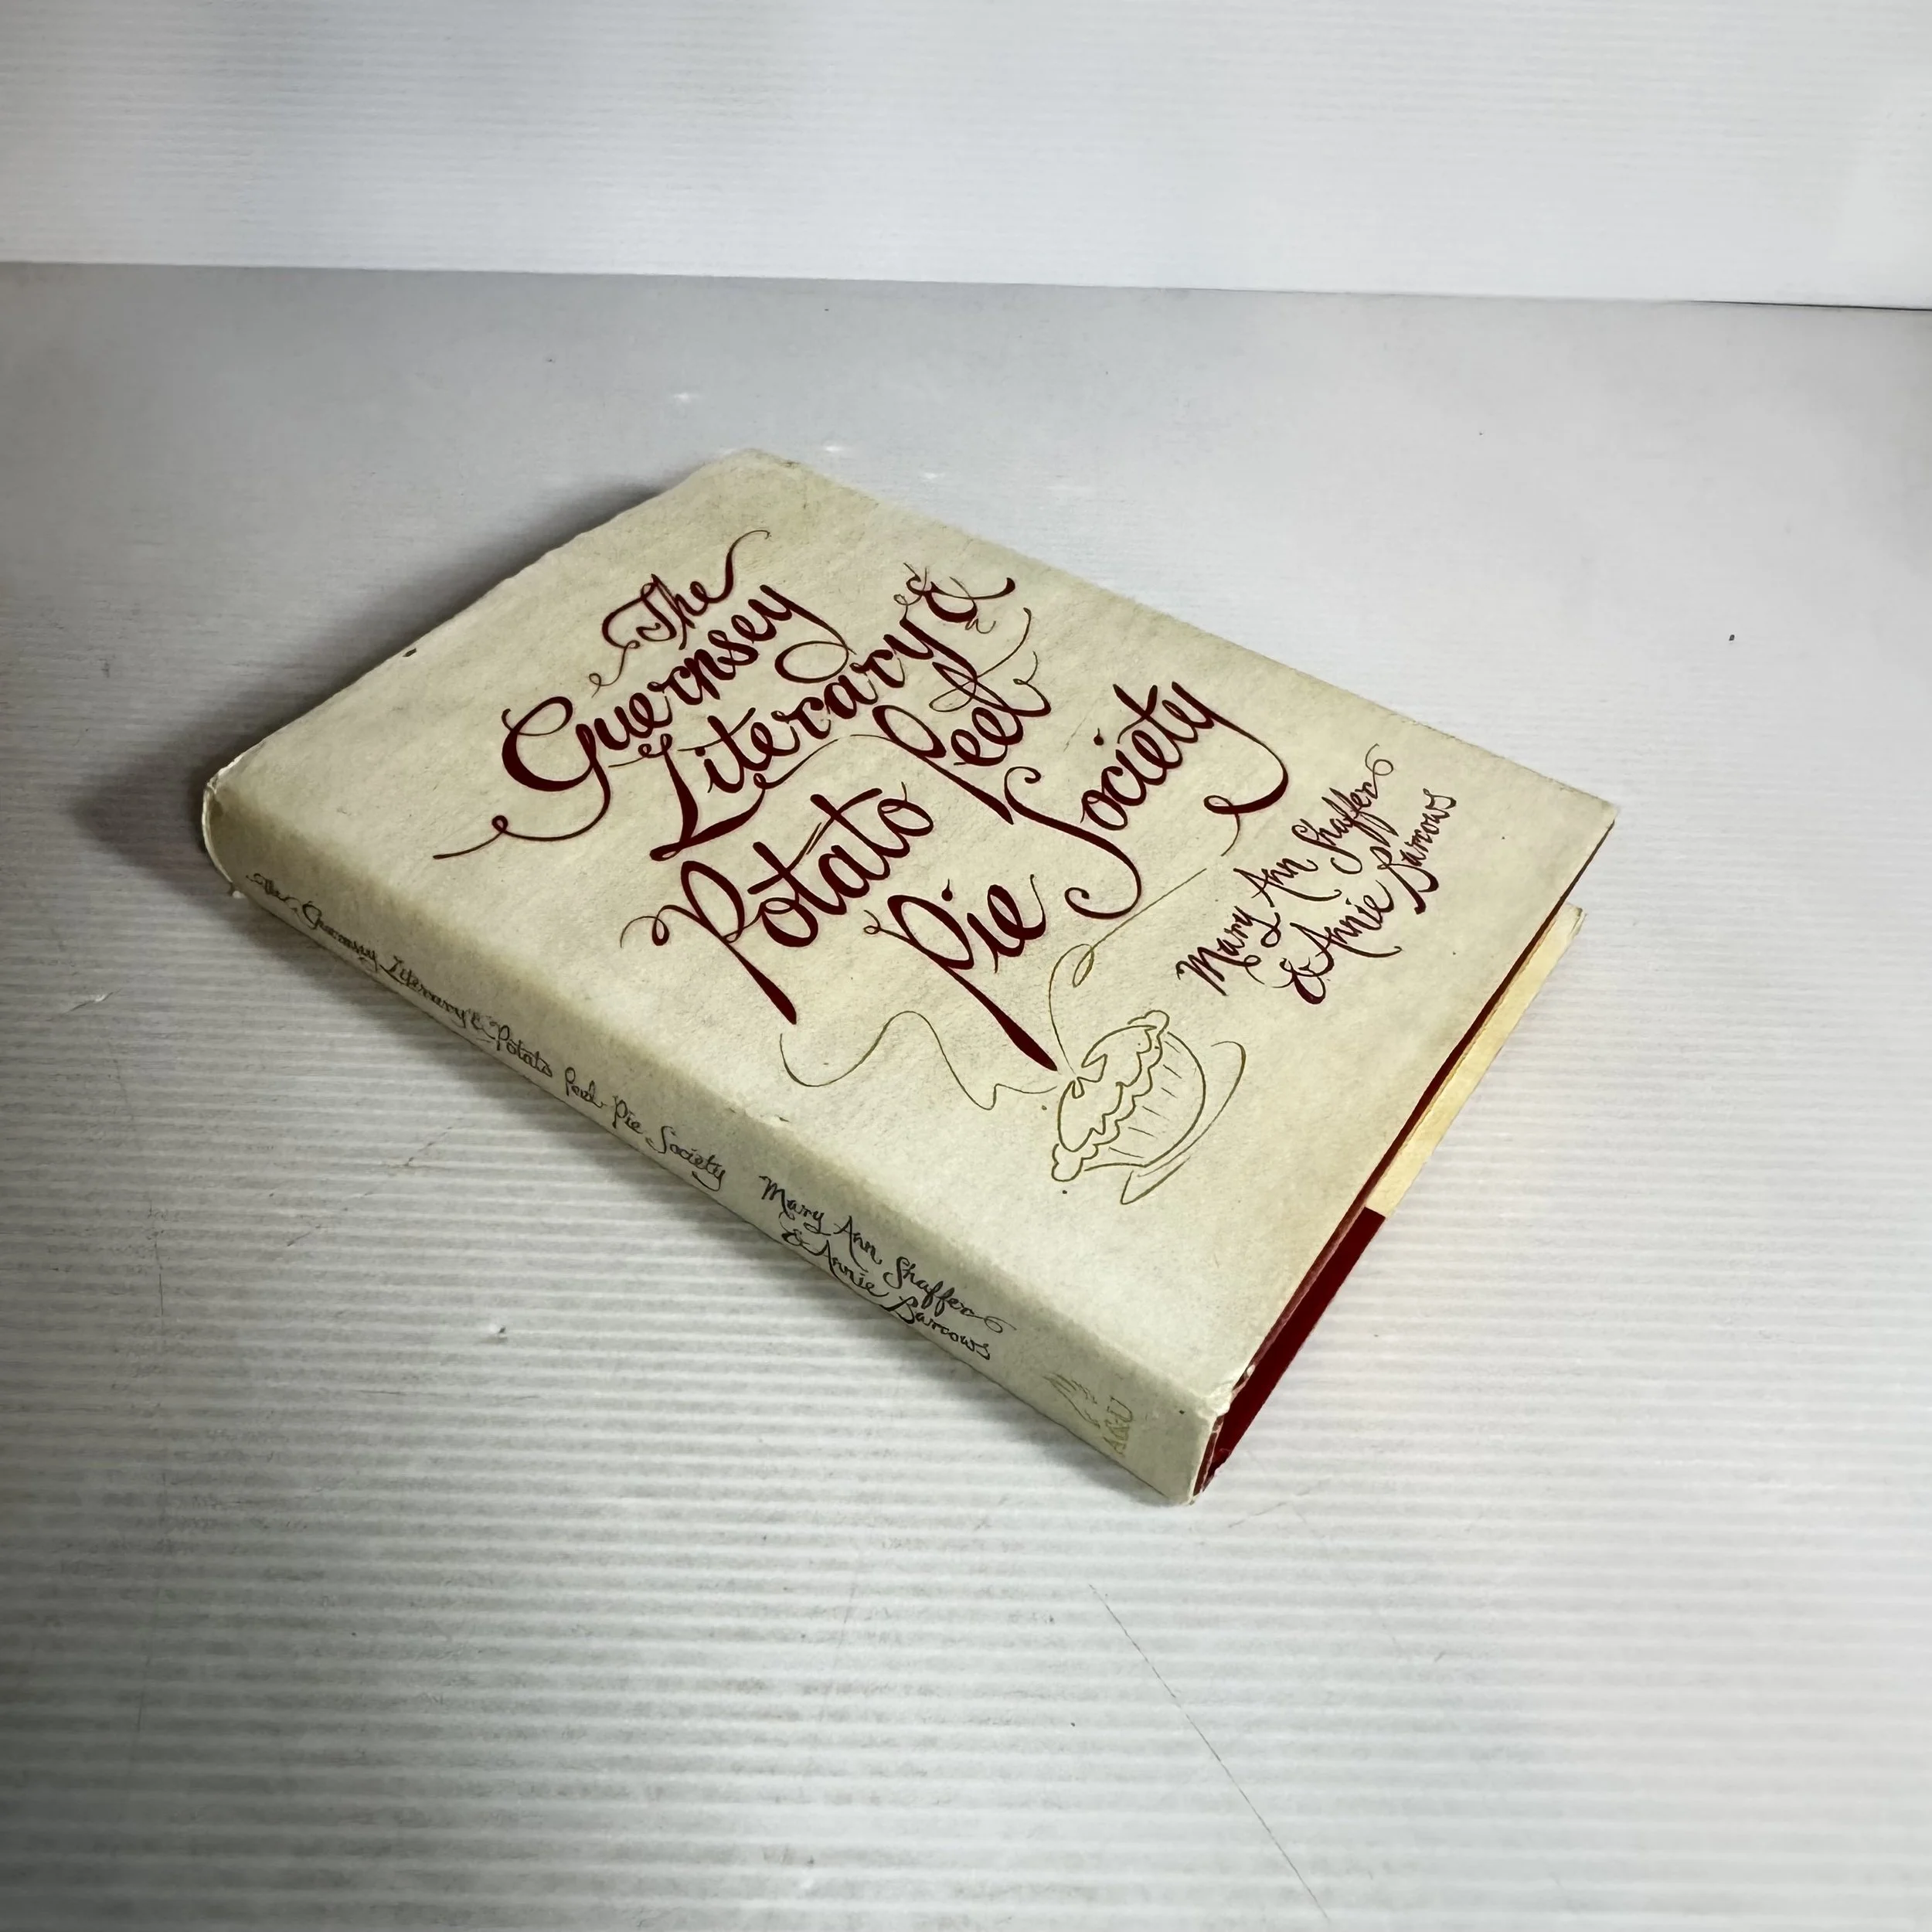 The
Guernsey
Literary &
Potato Peel
Pie Society
Mary Ann Shaffer
& Annie Barrows
The Guernsey Literary & Potato Peel Pie Society
Mary Ann Shaffer
& Annie Barrows
A&U